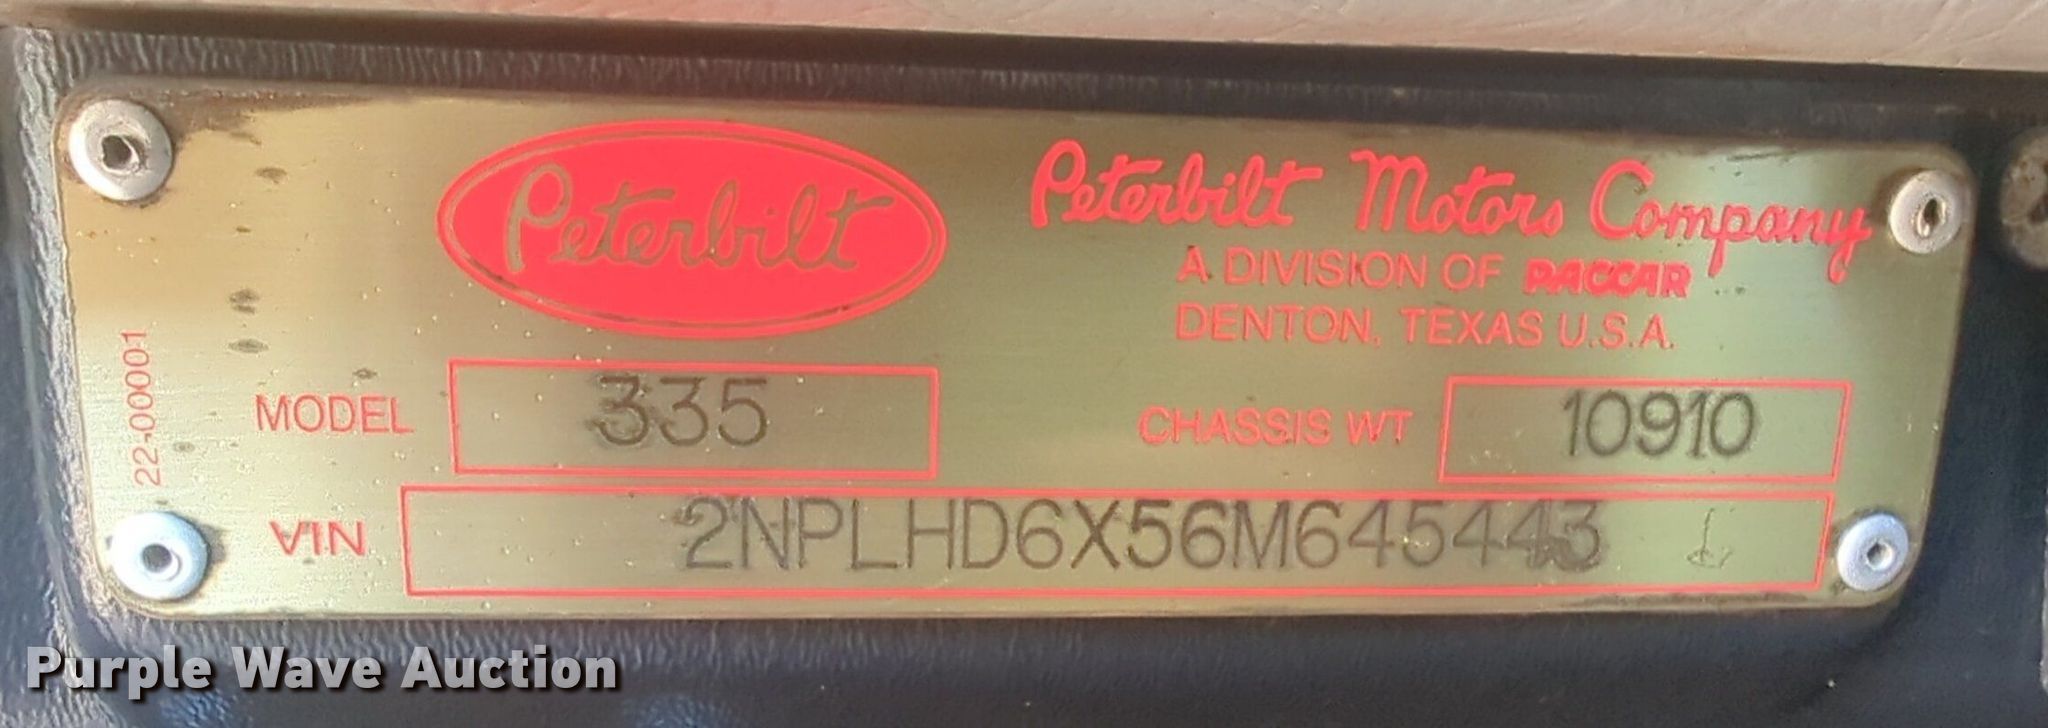 Peterbilt
Peterbilt Motors Company
A DIVISION OF PACCAR
DENTON, TEXAS U.S.A.
22-00001
MODEL 335
CHASSIS WT 10910
VIN 2NPLHD6X56M645443
Purple Wave Auction